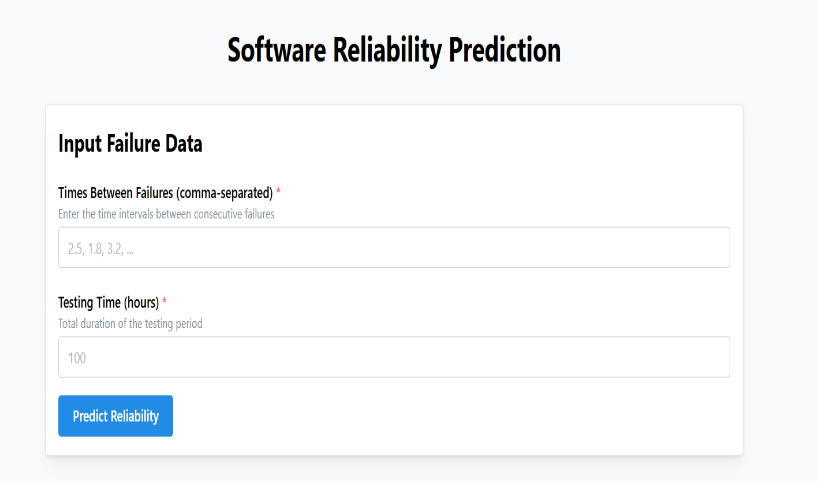 Software Reliability Prediction
Input Failure Data
Times Between Failures (comma-separated) *
Enter the time intervals between consecutive failures
2.5, 1.8, 3.2, ...
Testing Time (hours) *
Total duration of the testing period
100
Predict Reliability